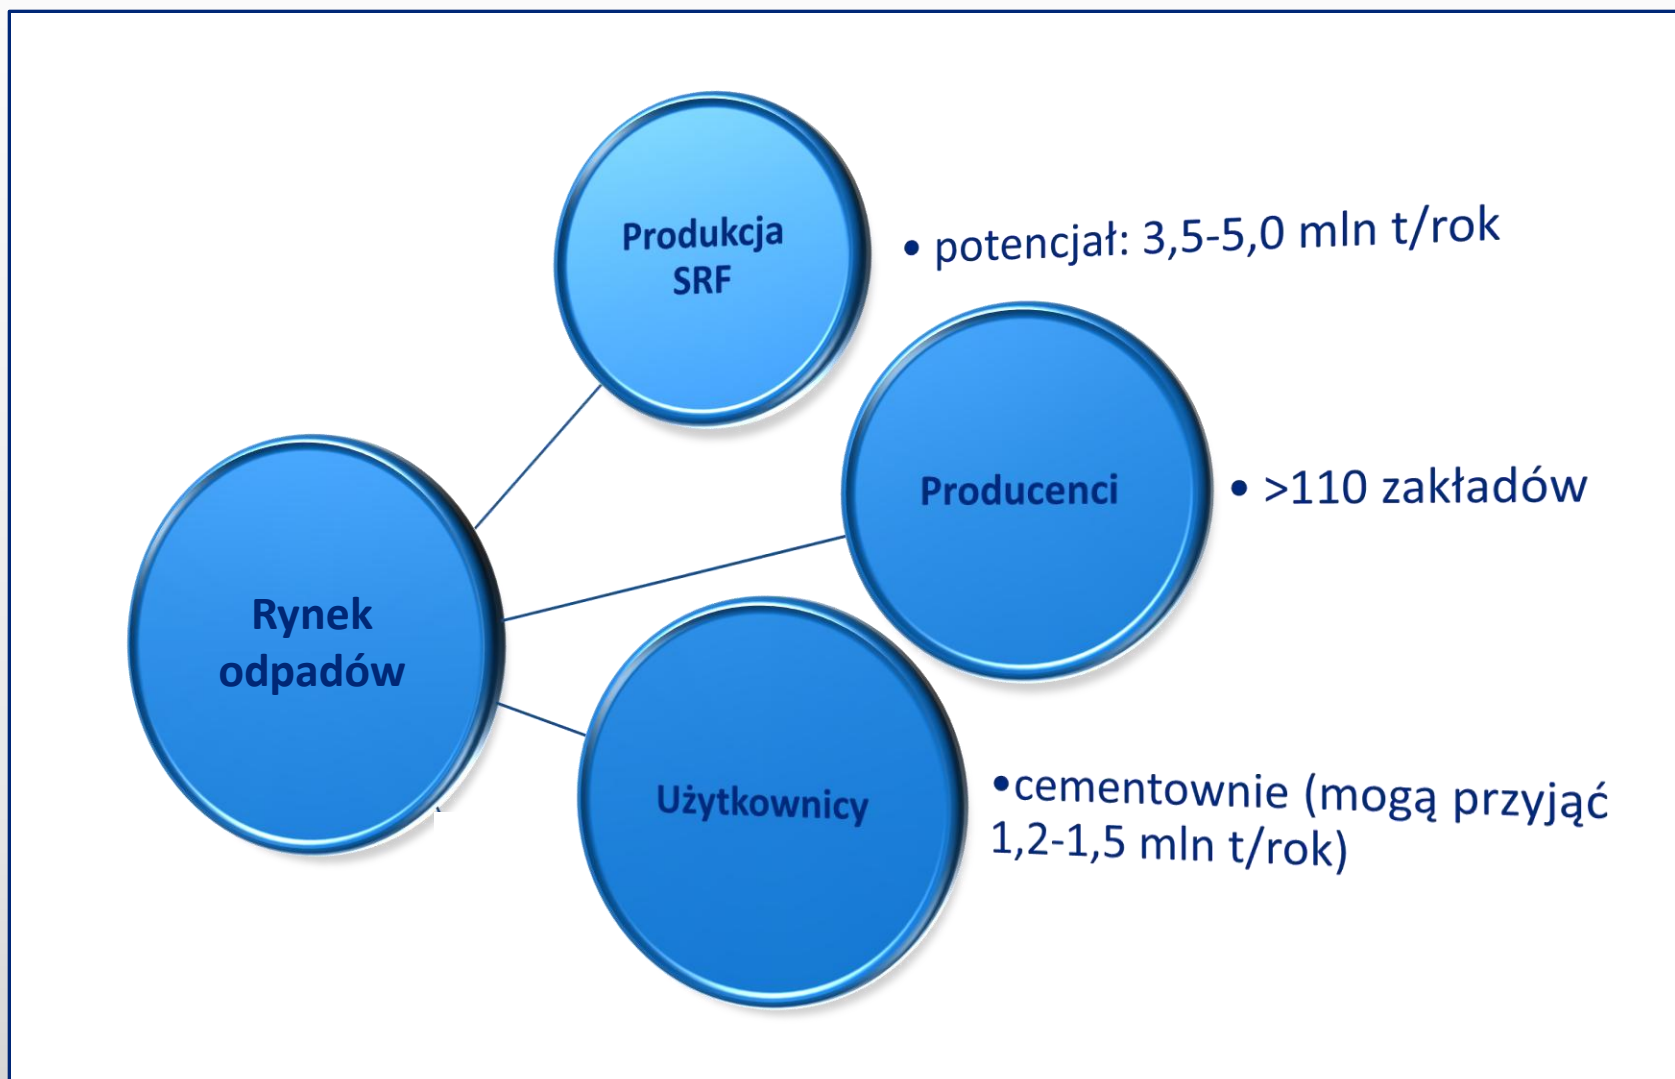 Produkcja
SRF
• potencjał: 3,5-5,0 mln t/rok
Producenci
• >110 zakładów
Rynek
odpadów
Użytkownicy
•cementownie (mogą przyjąć
1,2-1,5 mln t/rok)